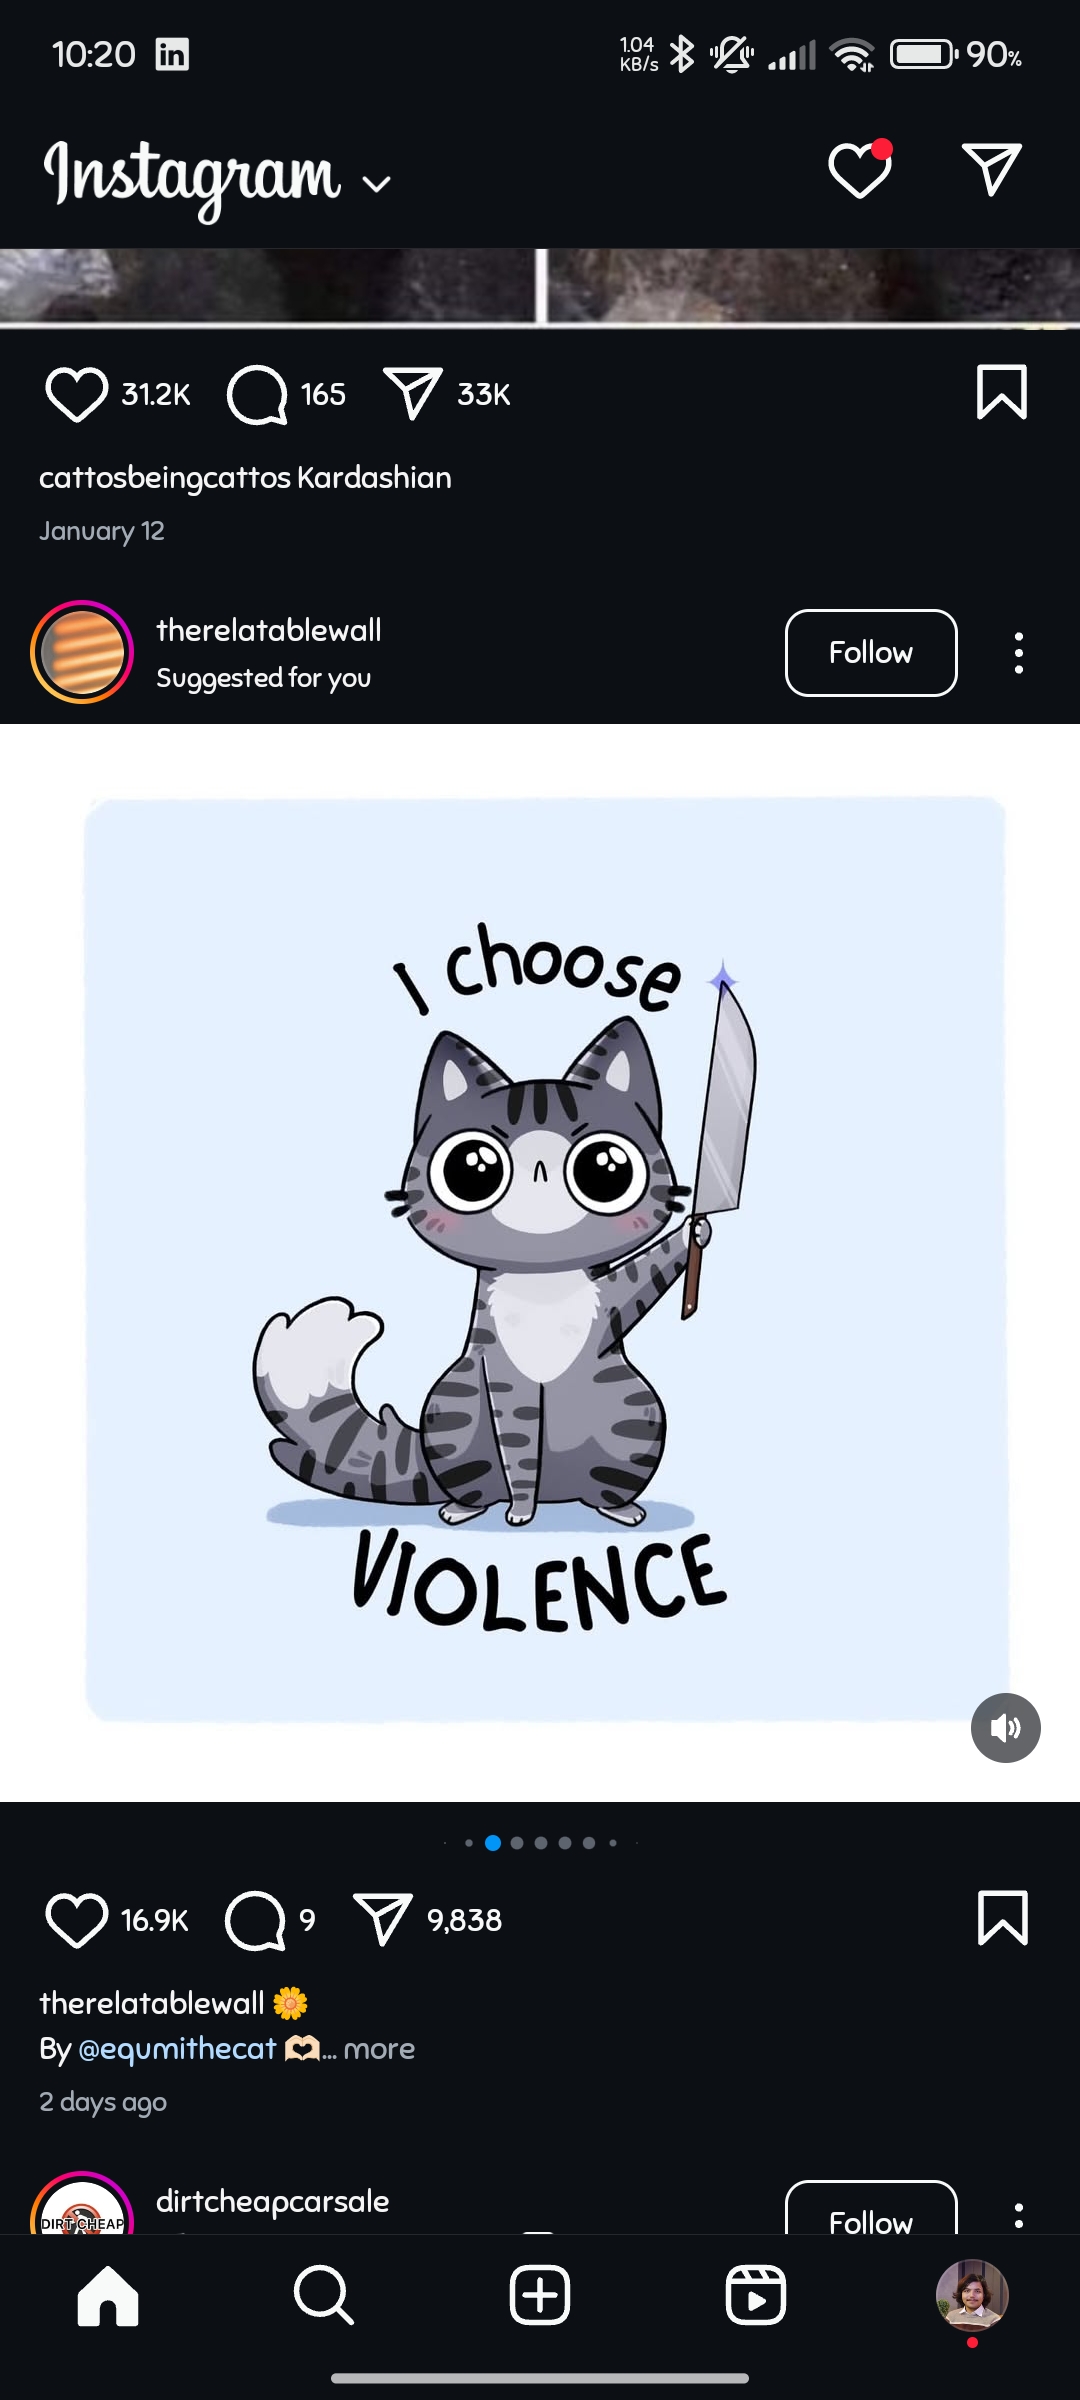 10:20 in 1.04 KB/s 90%
Instagram
31.2K 165 33K
cattosbeingcattos Kardashian
January 12
therelatablewall
Suggested for you
Follow
I choose
VIOLENCE
16.9K 9 9,838
therelatablewall 🌼
By @equmithecat 🫶🏻... more
2 days ago
DIRT CHEAP
dirtcheapcarsale
Follow